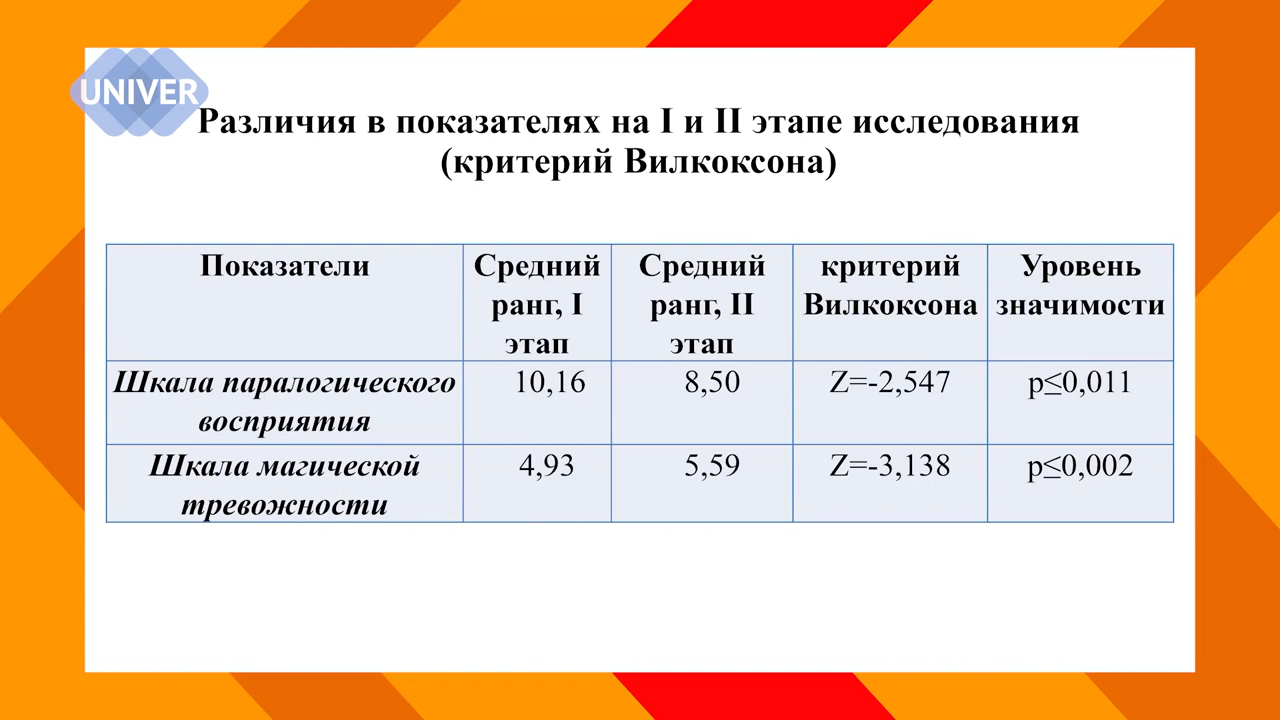 UNIVER
Различия в показателях на I и II этапе исследования
(критерий Вилкоксона)
Показатели
Средний
ранг, I
этап
Средний
ранг, II
этап
критерий
Вилкоксона
Уровень
значимости
Шкала паралогического
восприятия
10,16
8,50
Z=-2,547
p≤0,011
Шкала магической
тревожности
4,93
5,59
Z=-3,138
p≤0,002